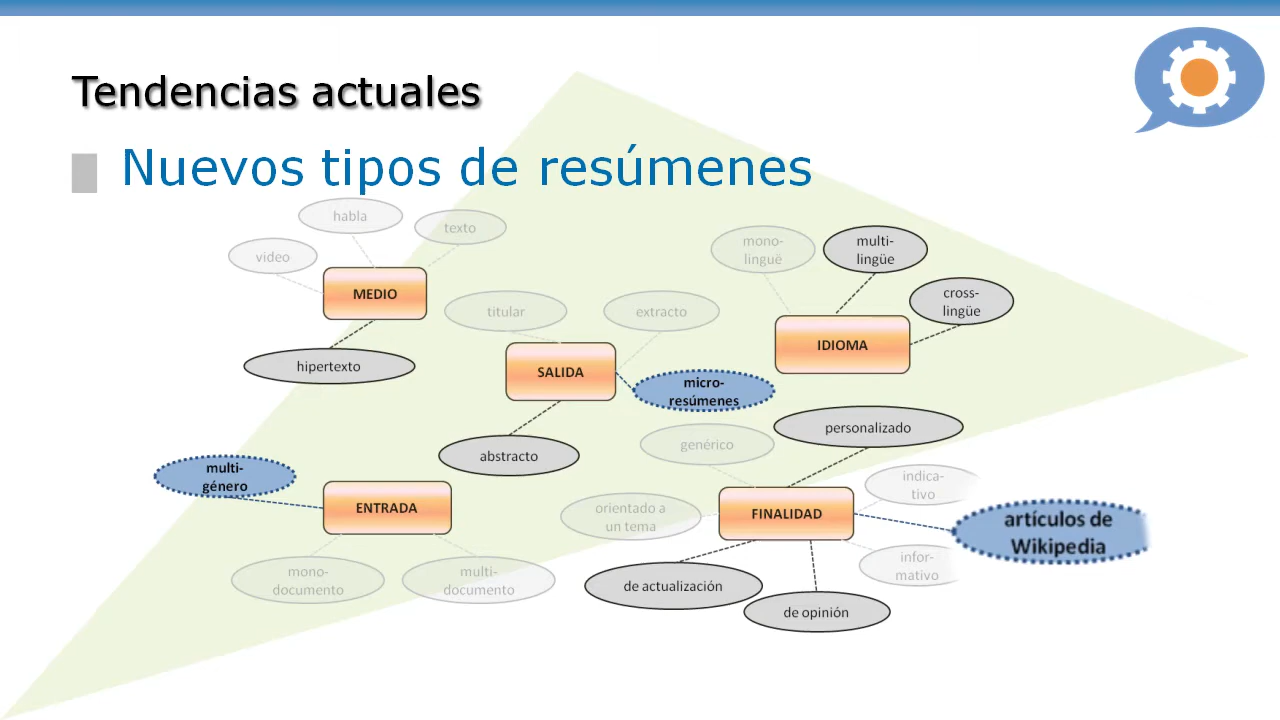 Tendencias actuales
Nuevos tipos de resúmenes
habla
texto
video
MEDIO
hipertexto
titular
extracto
SALIDA
micro-
resúmenes
abstracto
mono-
lingüe
multi-
lingüe
cross-
lingüe
IDIOMA
multi-
género
ENTRADA
mono-
documento
multi-
documento
genérico
personalizado
orientado a
un tema
FINALIDAD
indica-
tivo
artículos de
Wikipedia
infor-
mativo
de actualización
de opinión